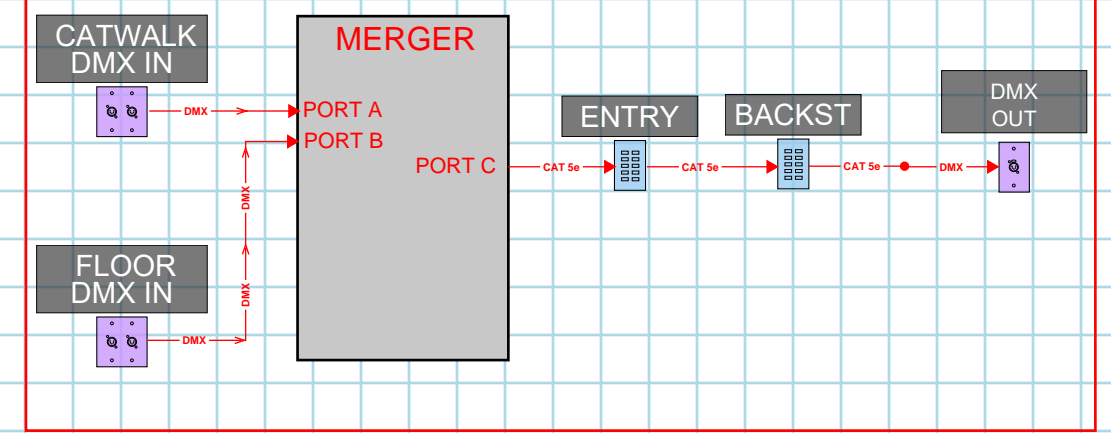 CATWALK
DMX IN
DMX
MERGER
PORT A
PORT B
PORT C
CAT 5e
ENTRY
CAT 5e
BACKST
CAT 5e
DMX
DMX
OUT
DMX
DMX
FLOOR
DMX IN
DMX